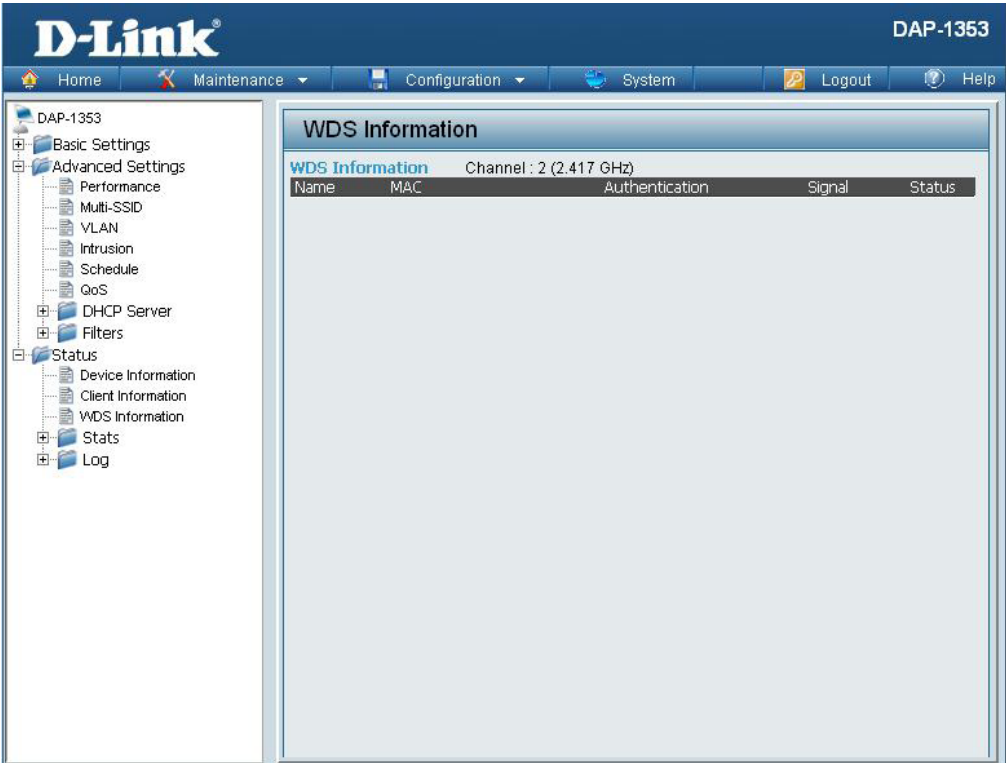 D-Link®
DAP-1353
Home Maintenance Configuration System Logout Help
DAP-1353
Basic Settings
Advanced Settings
Performance
Multi-SSID
VLAN
Intrusion
Schedule
QoS
DHCP Server
Filters
Status
Device Information
Client Information
WDS Information
Stats
Log
WDS Information
WDS Information Channel : 2 (2.417 GHz)
Name MAC Authentication Signal Status